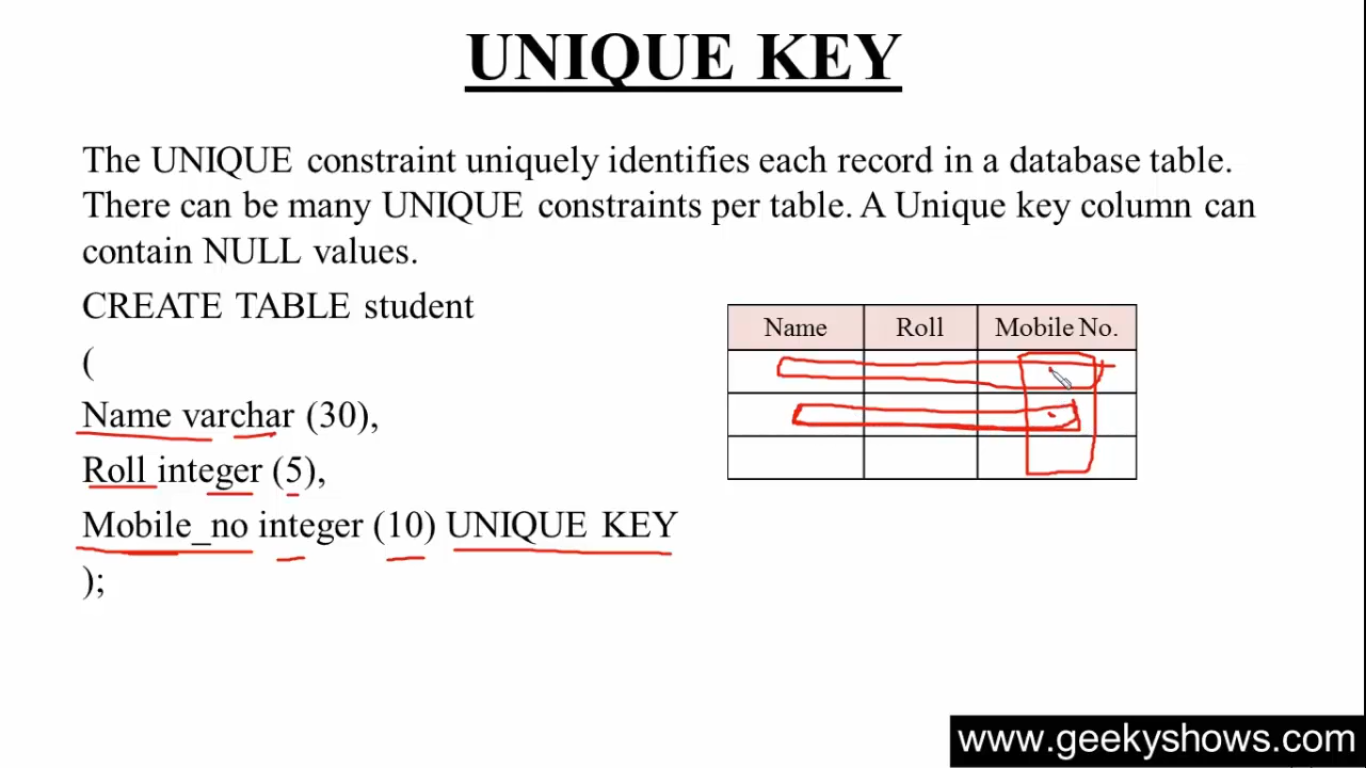 UNIQUE KEY
The UNIQUE constraint uniquely identifies each record in a database table.
There can be many UNIQUE constraints per table. A Unique key column can
contain NULL values.
CREATE TABLE student
(
Name varchar (30),
Roll integer (5),
Mobile_no integer (10) UNIQUE KEY
);
Name Roll Mobile No.
www.geekyshows.com